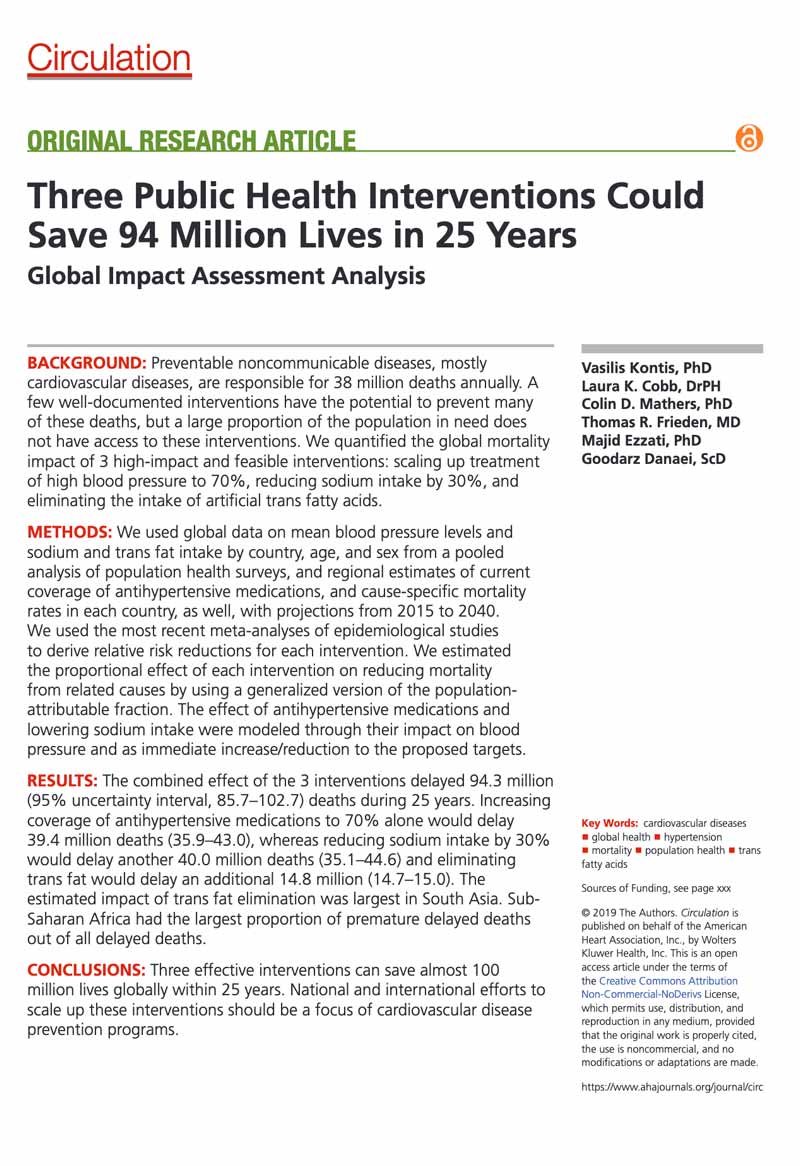 Circulation
ORIGINAL RESEARCH ARTICLE
Three Public Health Interventions Could
Save 94 Million Lives in 25 Years
Global Impact Assessment Analysis
BACKGROUND: Preventable noncommunicable diseases, mostly
cardiovascular diseases, are responsible for 38 million deaths annually. A
few well-documented interventions have the potential to prevent many
of these deaths, but a large proportion of the population in need does
not have access to these interventions. We quantified the global mortality
impact of 3 high-impact and feasible interventions: scaling up treatment
of high blood pressure to 70%, reducing sodium intake by 30%, and
eliminating the intake of artificial trans fatty acids.
METHODS: We used global data on mean blood pressure levels and
sodium and trans fat intake by country, age, and sex from a pooled
analysis of population health surveys, and regional estimates of current
coverage of antihypertensive medications, and cause-specific mortality
rates in each country, as well, with projections from 2015 to 2040.
We used the most recent meta-analyses of epidemiological studies
to derive relative risk reductions for each intervention. We estimated
the proportional effect of each intervention on reducing mortality
from related causes by using a generalized version of the population-
attributable fraction. The effect of antihypertensive medications and
lowering sodium intake were modeled through their impact on blood
pressure and as immediate increase/reduction to the proposed targets.
RESULTS: The combined effect of the 3 interventions delayed 94.3 million
(95% uncertainty interval, 85.7–102.7) deaths during 25 years. Increasing
coverage of antihypertensive medications to 70% alone would delay
39.4 million deaths (35.9–43.0), whereas reducing sodium intake by 30%
would delay another 40.0 million deaths (35.1–44.6) and eliminating
trans fat would delay an additional 14.8 million (14.7–15.0). The
estimated impact of trans fat elimination was largest in South Asia. Sub-
Saharan Africa had the largest proportion of premature delayed deaths
out of all delayed deaths.
CONCLUSIONS: Three effective interventions can save almost 100
million lives globally within 25 years. National and international efforts to
scale up these interventions should be a focus of cardiovascular disease
prevention programs.
Vasilis Kontis, PhD
Laura K. Cobb, DrPH
Colin D. Mathers, PhD
Thomas R. Frieden, MD
Majid Ezzati, PhD
Goodarz Danaei, ScD
Key Words: cardiovascular diseases
■ global health ■ hypertension
■ mortality ■ population health ■ trans
fatty acids
Sources of Funding, see page xxx
© 2019 The Authors. Circulation is
published on behalf of the American
Heart Association, Inc., by Wolters
Kluwer Health, Inc. This is an open
access article under the terms of
the Creative Commons Attribution
Non-Commercial-NoDerivs License,
which permits use, distribution, and
reproduction in any medium, provided
that the original work is properly cited,
the use is noncommercial, and no
modifications or adaptations are made.
https://www.ahajournals.org/journal/circ